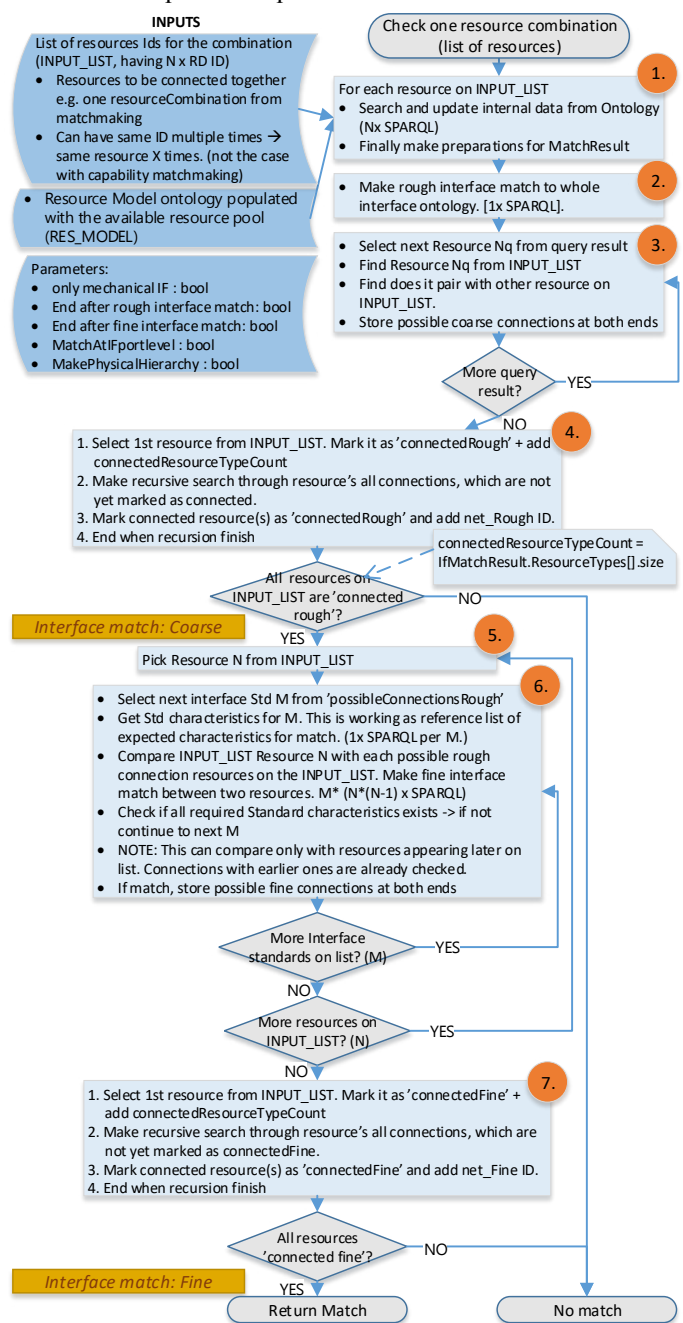 INPUTS
List of resources Ids for the combination
(INPUT_LIST, having N x RD ID)
• Resources to be connected together
e.g. one resourceCombination from
matchmaking
• Can have same ID multiple times →
same resource X times. (not the case
with capability matchmaking)
• Resource Model ontology populated
with the available resource pool
(RES_MODEL)
Parameters:
• only mechanical IF : bool
• End after rough interface match: bool
• End after fine interface match: bool
• MatchAtIFportlevel : bool
• MakePhysicalHierarchy : bool
Check one resource combination
(list of resources)
1.
For each resource on INPUT_LIST
• Search and update internal data from Ontology
(Nx SPARQL)
• Finally make preparations for MatchResult
2.
• Make rough interface match to whole
interface ontology. [1x SPARQL].
3.
• Select next Resource Nq from query result
• Find Resource Nq from INPUT_LIST
• Find does it pair with other resource on
INPUT_LIST.
• Store possible coarse connections at both ends
More query
result?
YES
NO
4.
1. Select 1st resource from INPUT_LIST. Mark it as 'connectedRough' + add
connectedResourceTypeCount
2. Make recursive search through resource's all connections, which are not
yet marked as connected.
3. Mark connected resource(s) as 'connectedRough' and add net_Rough ID.
4. End when recursion finish
connectedResourceTypeCount =
IfMatchResult.ResourceTypes[].size
All resources on
INPUT_LIST are 'connected
rough'?
NO
Interface match: Coarse
YES
5.
Pick Resource N from INPUT_LIST
6.
• Select next interface Std M from 'possibleConnectionsRough'
• Get Std characteristics for M. This is working as reference list of
expected characteristics for match. (1x SPARQL per M.)
• Compare INPUT_LIST Resource N with each possible rough
connection resources on the INPUT_LIST. Make fine interface
match between two resources. M* (N*(N-1) x SPARQL)
• Check if all required Standard characteristics exists -> if not
continue to next M
• NOTE: This can compare only with resources appearing later on
list. Connections with earlier ones are already checked.
• If match, store possible fine connections at both ends
More Interface
standards on list? (M)
YES
NO
More resources on
INPUT_LIST? (N)
YES
NO
7.
1. Select 1st resource from INPUT_LIST. Mark it as 'connectedFine' +
add connectedResourceTypeCount
2. Make recursive search through resource's all connections, which are
not yet marked as connectedFine.
3. Mark connected resource(s) as 'connectedFine' and add net_Fine ID.
4. End when recursion finish
All resources
'connected fine'?
NO
Interface match: Fine
YES
Return Match
No match